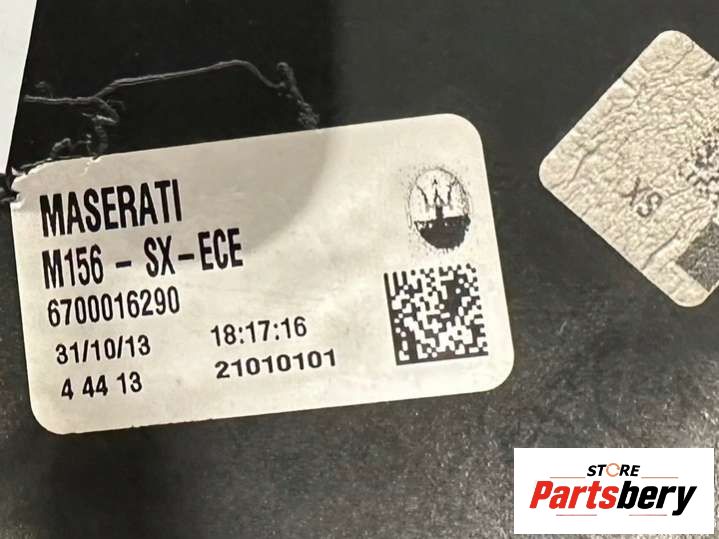 MASERATI
M156 - SX-ECE
6700016290
31/10/13 18:17:16
4 44 13 21010101
SX
STORE
Partsbery